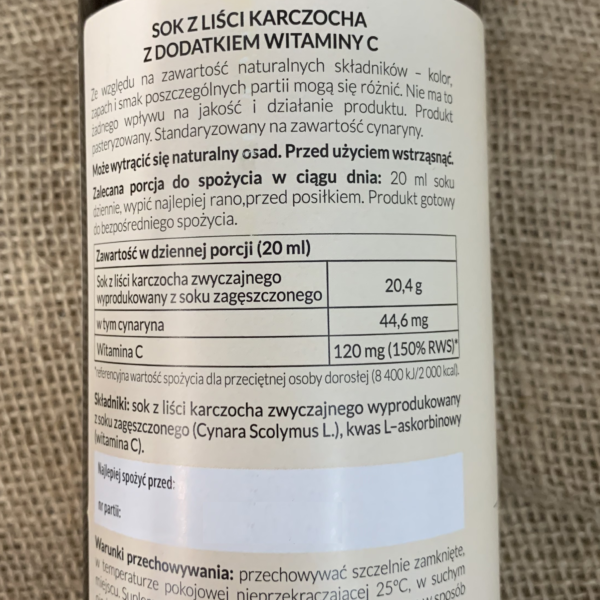 SOK Z LIŚCI KARCZOCHA
Z DODATKIEM WITAMINY C
Ze względu na zawartość naturalnych składników – kolor,
zapach i smak poszczególnych partii mogą się różnić. Nie ma to
żadnego wpływu na jakość i działanie produktu. Produkt
pasteryzowany. Standaryzowany na zawartość cynaryny.
Może wytrącić się naturalny osad. Przed użyciem wstrząsnąć.
Zalecana porcja do spożycia w ciągu dnia: 20 ml soku
dziennie, wypić najlepiej rano,przed posiłkiem. Produkt gotowy
do bezpośredniego spożycia.
Zawartość w dziennej porcji (20 ml)
Sok z liści karczocha zwyczajnego
wyprodukowany z soku zagęszczonego 20,4 g
w tym cynaryna 44,6 mg
Witamina C 120 mg (150% RWS)*
*referencyjna wartość spożycia dla przeciętnej osoby dorosłej (8 400 kJ/2 000 kcal).
Składniki: sok z liści karczocha zwyczajnego wyprodukowany
z soku zagęszczonego (Cynara Scolymus L.), kwas L–askorbinowy
(witamina C).
Najlepiej spożyć przed:
nr partii:
Warunki przechowywania: przechowywać szczelnie zamknięte,
w temperaturze pokojowej nieprzekraczającej 25°C, w suchym
miejscu. sposób